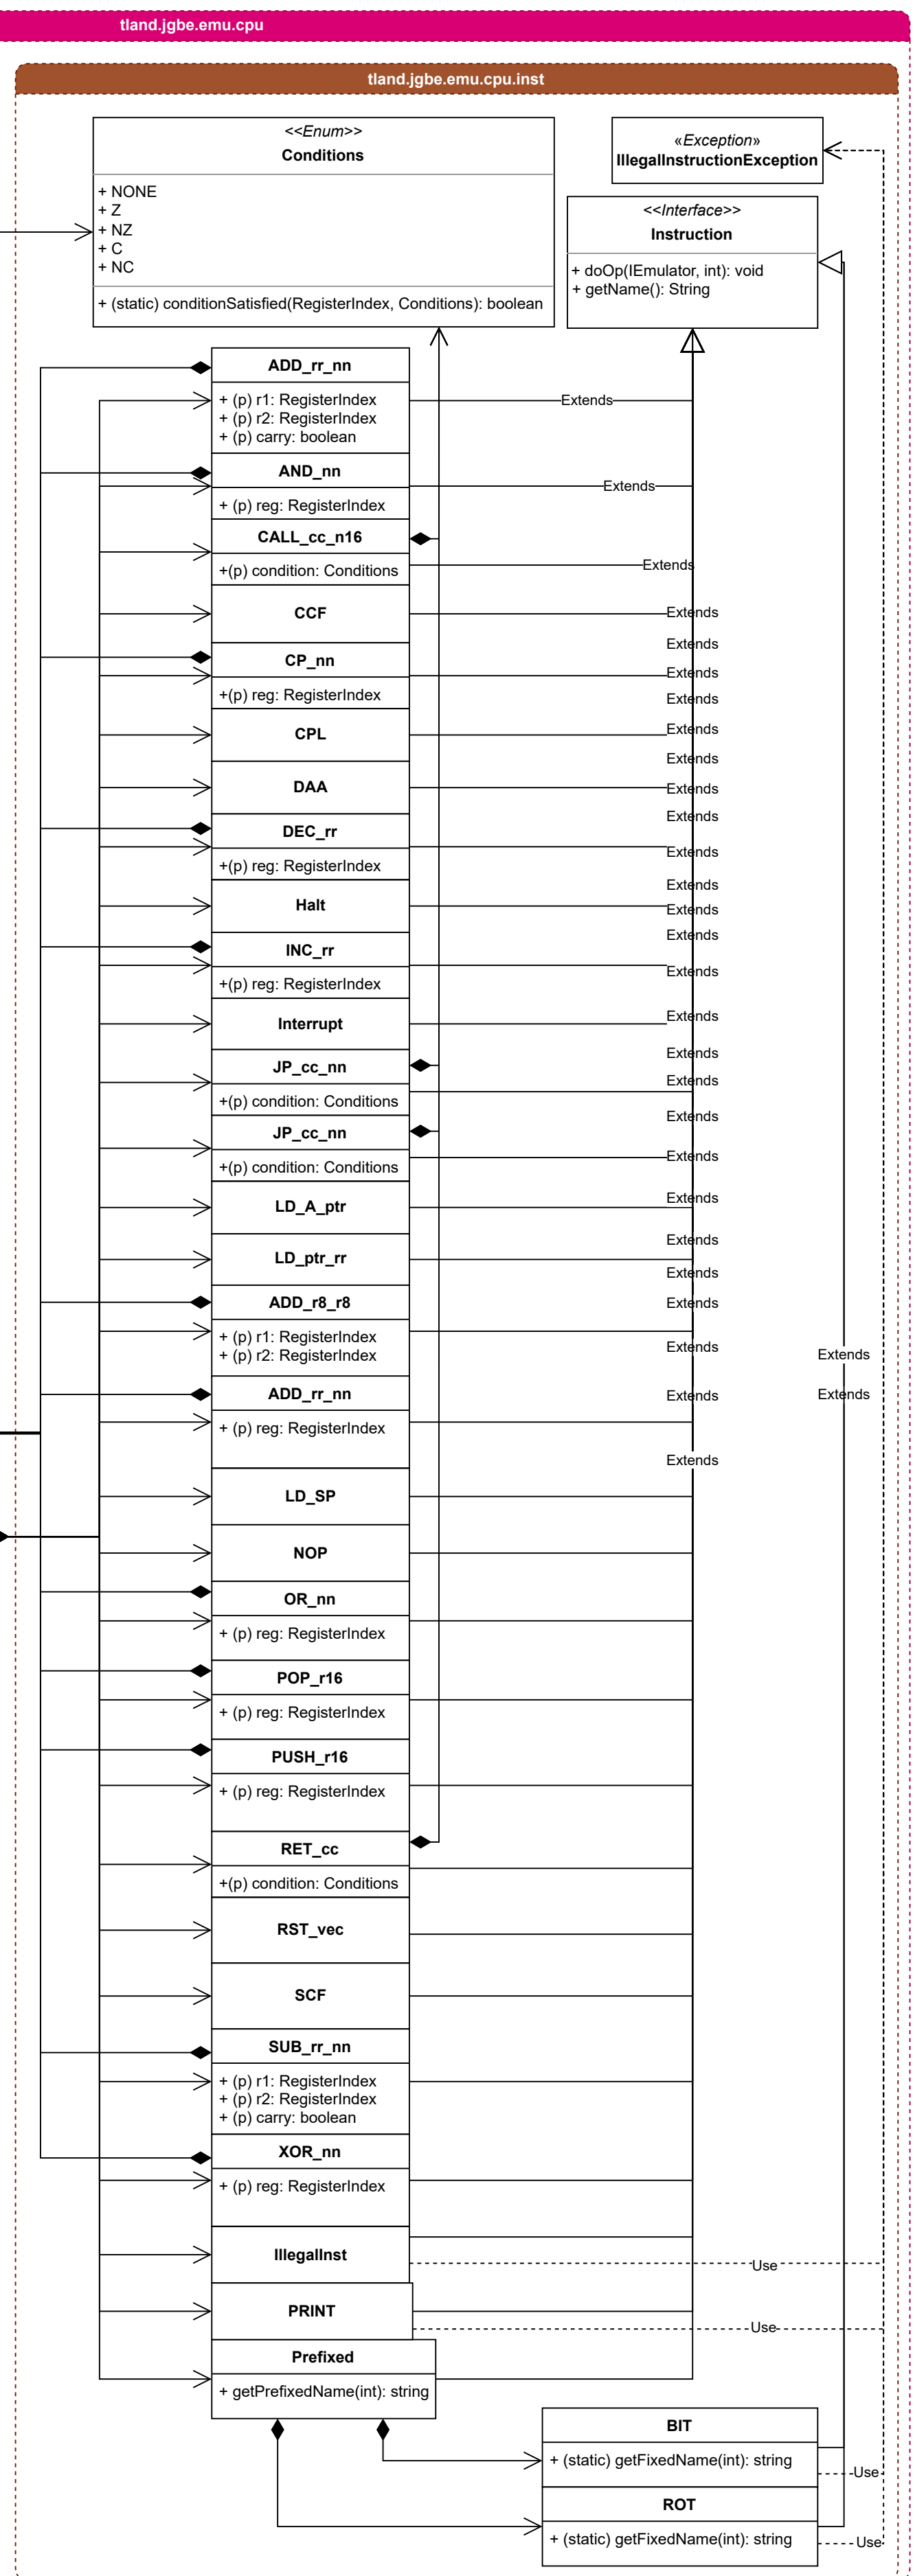 tland.jgbe.emu.cpu
tland.jgbe.emu.cpu.inst
<<Enum>>
Conditions
+ NONE
+ Z
+ NZ
+ C
+ NC
+ (static) conditionSatisfied(RegisterIndex, Conditions): boolean
«Exception»
IllegalInstructionException
<<Interface>>
Instruction
+ doOp(IEmulator, int): void
+ getName(): String
ADD_rr_nn
+ (p) r1: RegisterIndex
+ (p) r2: RegisterIndex
+ (p) carry: boolean
Extends
AND_nn
+ (p) reg: RegisterIndex
Extends
CALL_cc_n16
+(p) condition: Conditions
Extends
CCF
Extends
Extends
CP_nn
+(p) reg: RegisterIndex
Extends
Extends
CPL
Extends
Extends
DAA
Extends
Extends
DEC_rr
+(p) reg: RegisterIndex
Extends
Extends
Halt
Extends
Extends
INC_rr
+(p) reg: RegisterIndex
Extends
Interrupt
Extends
Extends
JP_cc_nn
+(p) condition: Conditions
Extends
Extends
JP_cc_nn
+(p) condition: Conditions
Extends
Extends
LD_A_ptr
Extends
LD_ptr_rr
Extends
Extends
ADD_r8_r8
+ (p) r1: RegisterIndex
+ (p) r2: RegisterIndex
Extends
Extends
ADD_rr_nn
+ (p) reg: RegisterIndex
Extends
Extends
Extends
LD_SP
NOP
OR_nn
+ (p) reg: RegisterIndex
POP_r16
+ (p) reg: RegisterIndex
PUSH_r16
+ (p) reg: RegisterIndex
RET_cc
+(p) condition: Conditions
RST_vec
SCF
SUB_rr_nn
+ (p) r1: RegisterIndex
+ (p) r2: RegisterIndex
+ (p) carry: boolean
XOR_nn
+ (p) reg: RegisterIndex
IllegalInst
Use
PRINT
Use
Prefixed
+ getPrefixedName(int): string
BIT
+ (static) getFixedName(int): string
Use
ROT
+ (static) getFixedName(int): string
Use